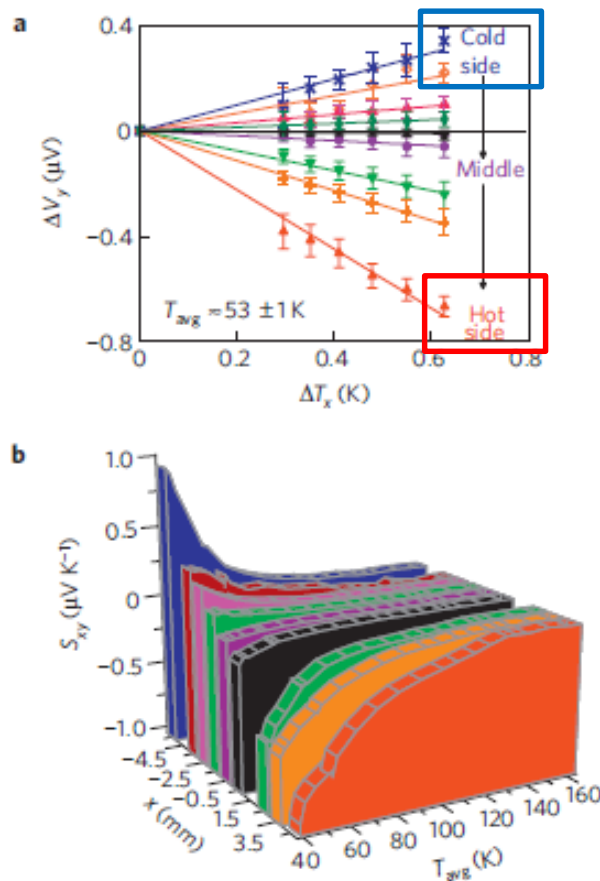 a
0.4
0
−0.4
−0.8
ΔVy (μV)
Cold
side
Middle
Hot
side
Tavg ≈ 53 ± 1 K
0 0.2 0.4 0.6 0.8
ΔTx (K)
b
1.0
0.5
0
−0.5
−1.0
Sxy (μV K⁻¹)
−4.5
−2.5
−0.5
1.5
3.5
x (mm)
40 60 80 100 120 140 160
Tavg (K)